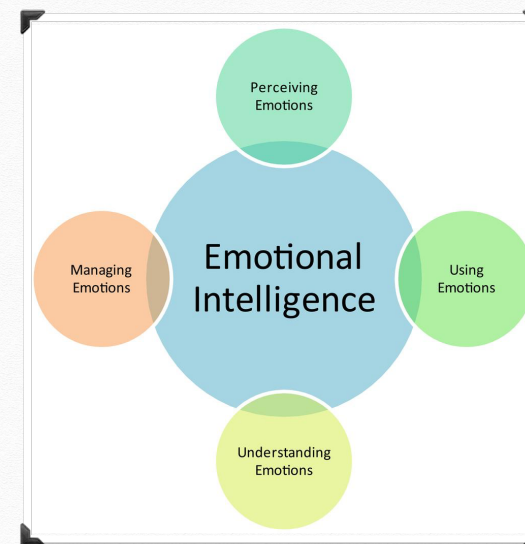 Perceiving
Emotions
Managing
Emotions
Emotional
Intelligence
Using
Emotions
Understanding
Emotions